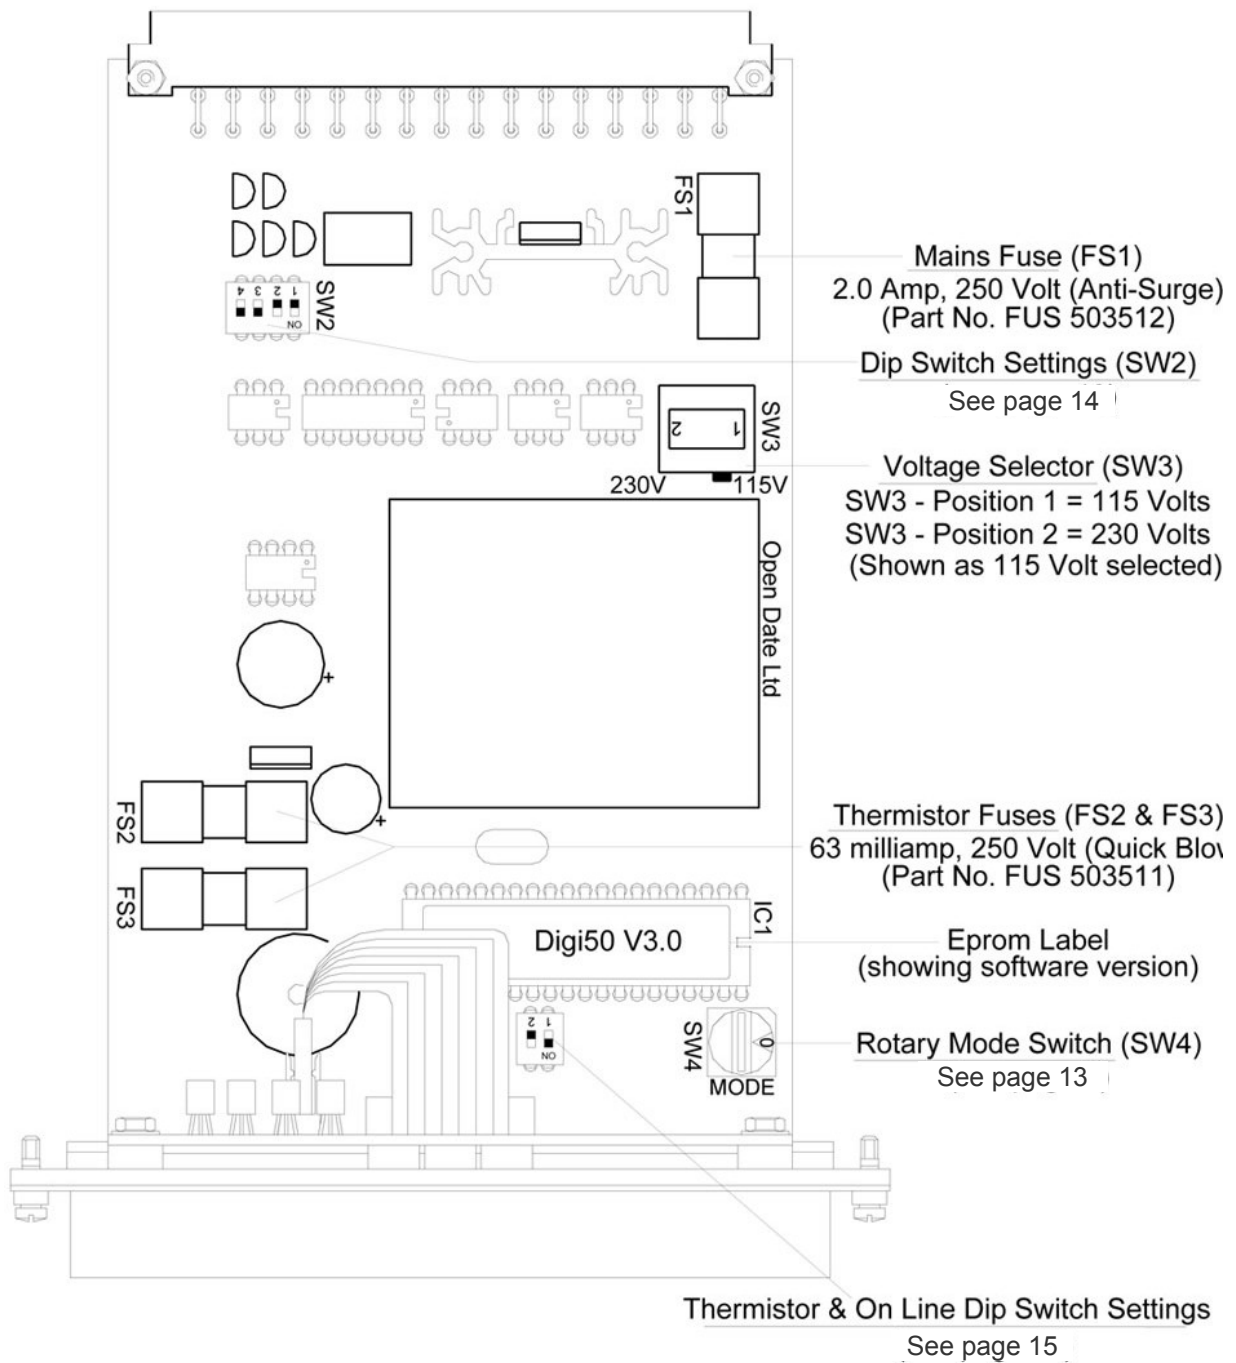 FS1
Mains Fuse (FS1)
2.0 Amp, 250 Volt (Anti-Surge)
(Part No. FUS 503512)
4 3 2 1
ON
SW2
Dip Switch Settings (SW2)
See page 14
2 1
SW3
230V 115V
Voltage Selector (SW3)
SW3 - Position 1 = 115 Volts
SW3 - Position 2 = 230 Volts
(Shown as 115 Volt selected)
Open Date Ltd
+
FS2
+
FS3
Thermistor Fuses (FS2 & FS3)
63 milliamp, 250 Volt (Quick Blow
(Part No. FUS 503511)
IC1
Digi50 V3.0
Eprom Label
(showing software version)
2 1
ON
SW4
0
MODE
Rotary Mode Switch (SW4)
See page 13
Thermistor & On Line Dip Switch Settings
See page 15